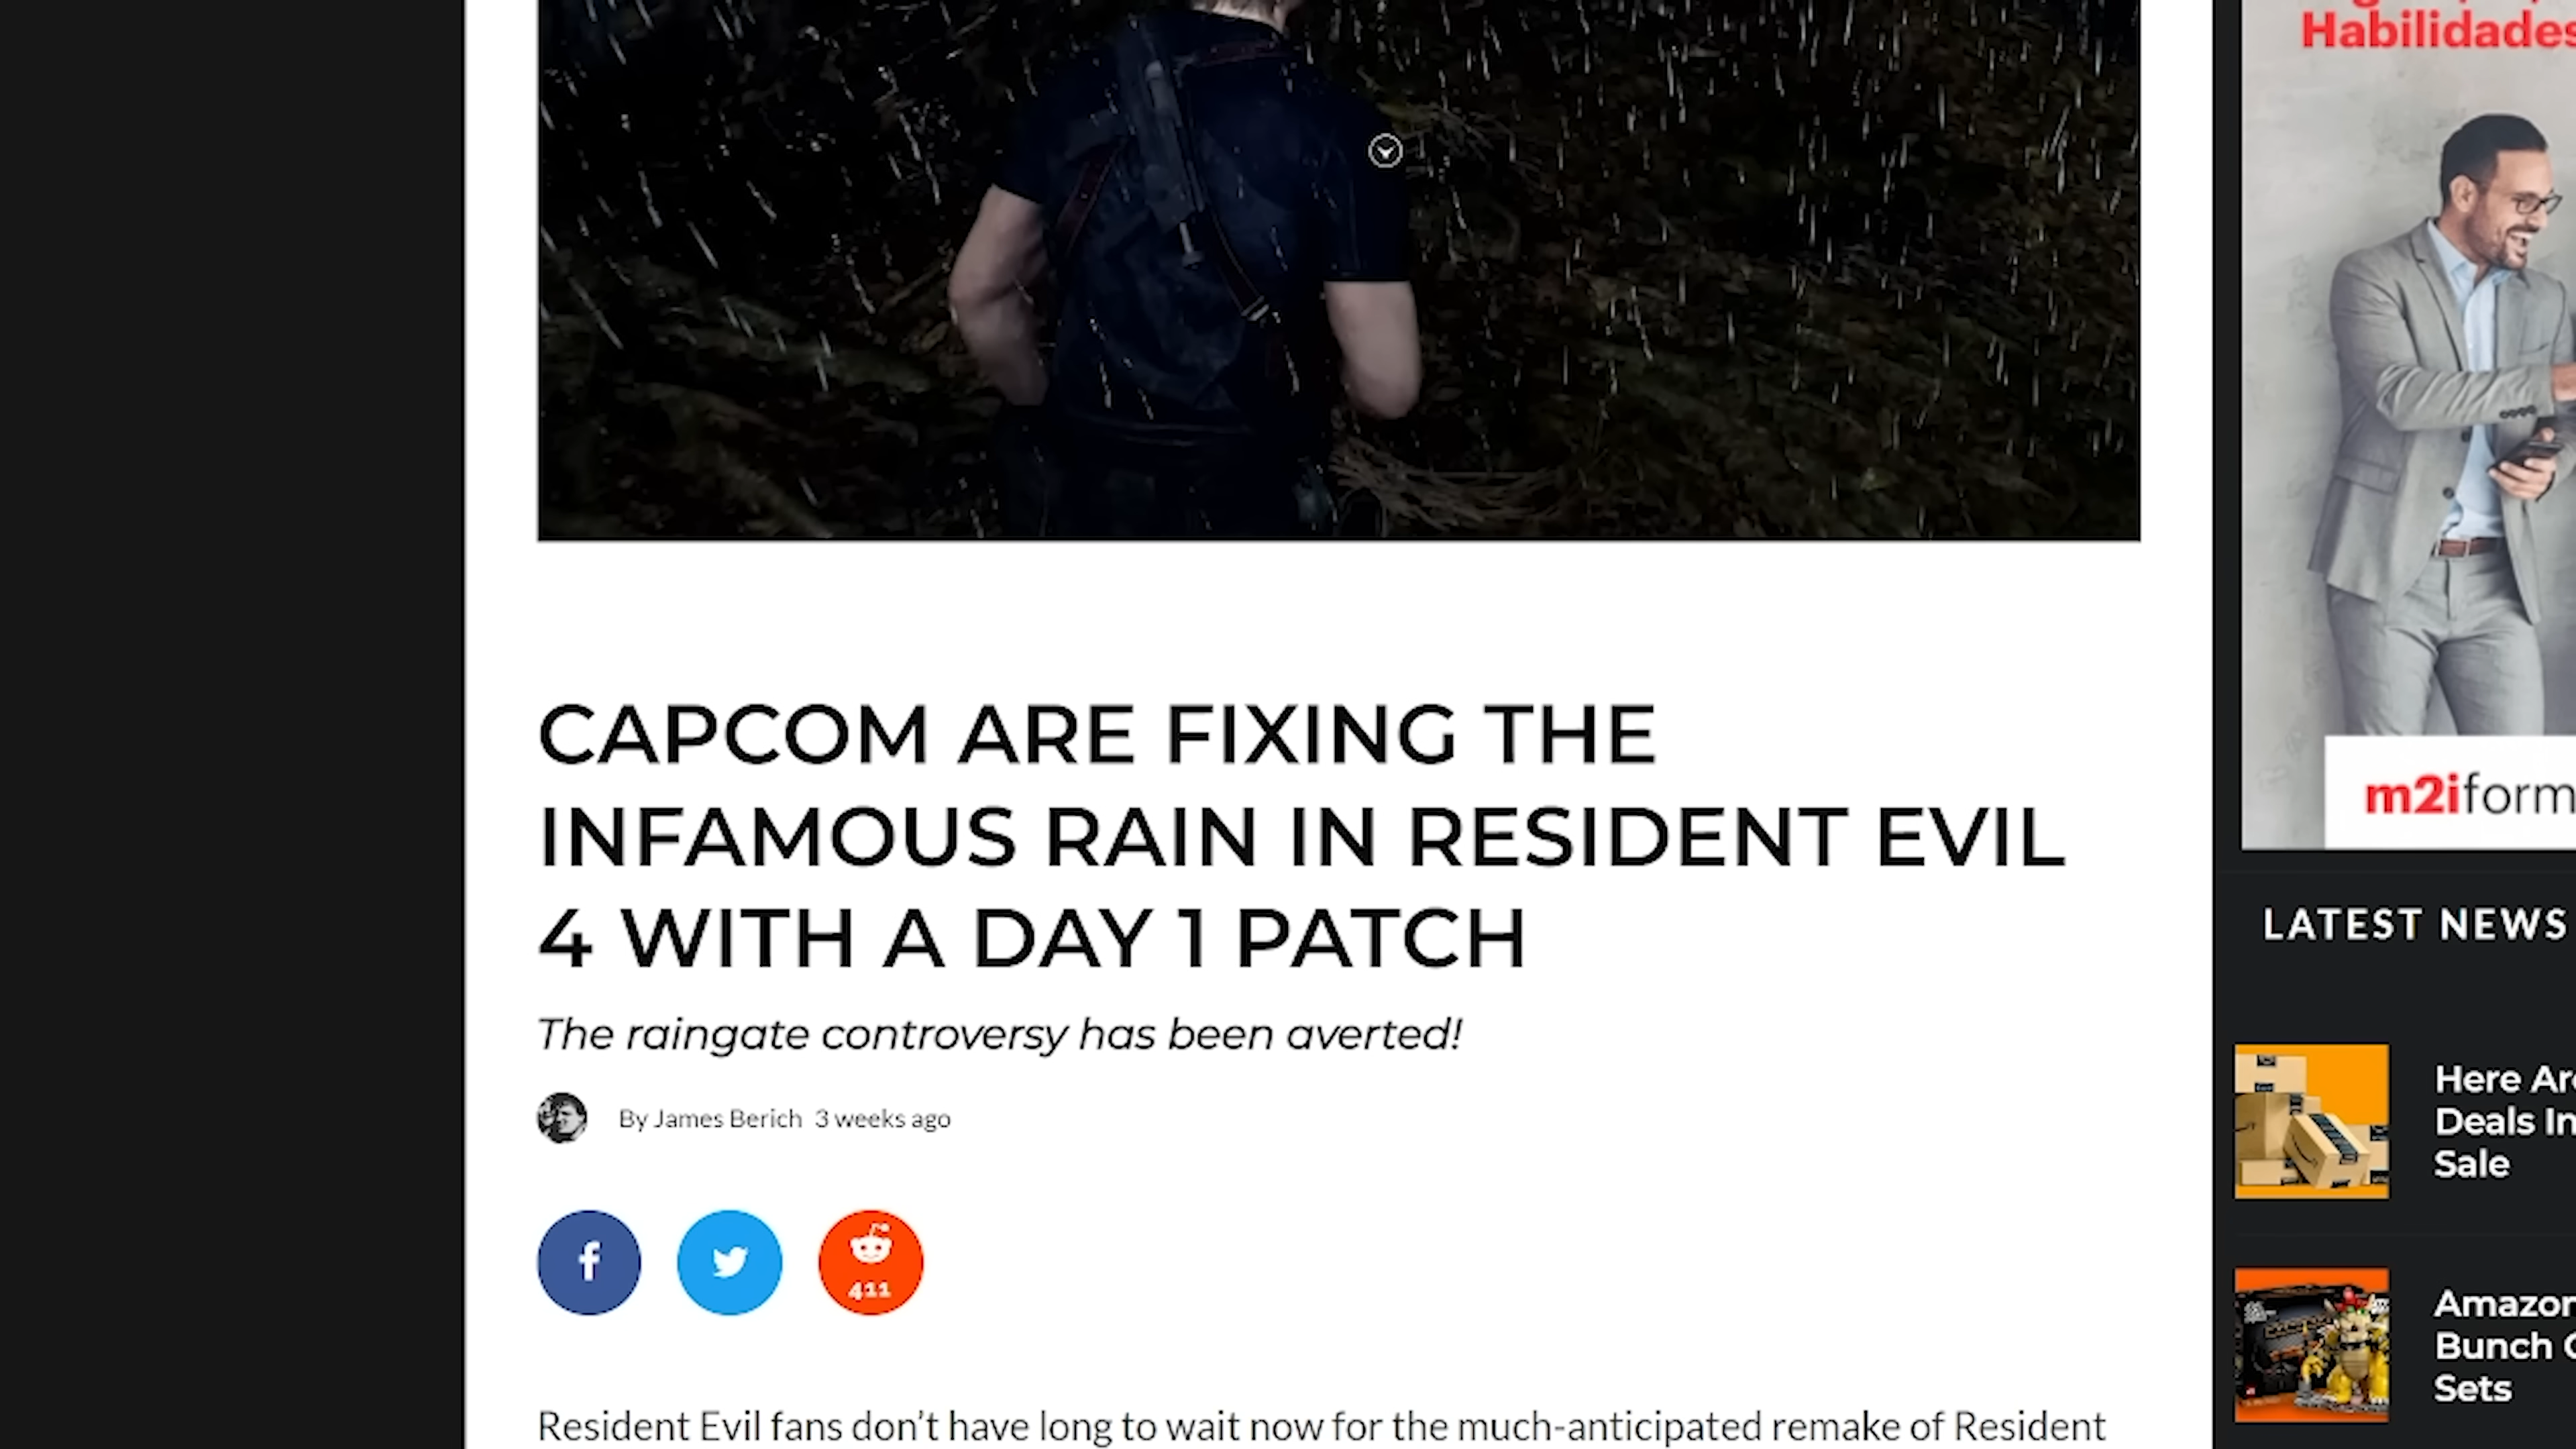 Habilidades
CAPCOM ARE FIXING THE
INFAMOUS RAIN IN RESIDENT EVIL
4 WITH A DAY 1 PATCH
The raingate controversy has been averted!
By James Berich 3 weeks ago
411
Resident Evil fans don't have long to wait now for the much-anticipated remake of Resident
m2iform
LATEST NEWS
Here Are
Deals In
Sale
Amazon
Bunch
Sets